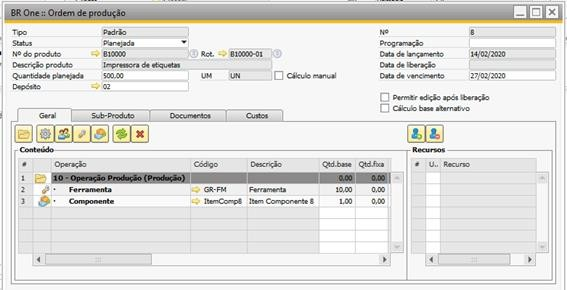 BR One :: Ordem de produção
Tipo Padrão Nº 8
Status Planejada Programação
Nº do produto B10000 Rot. B10000-01 Data de lançamento 14/02/2020
Descrição produto Impressora de etiquetas Data de liberação
Quantidade planejada 500,00 UM UN Cálculo manual Data de vencimento 27/02/2020
Depósito 02
Permitir edição após liberação
Cálculo base alternativo
Geral Sub-Produto Documentos Custos
Conteúdo Recursos
# Operação Código Descrição Qtd.base Qtd.fixa # U.. Recurso
1 10 - Operação Produção (Produção) 0,00 0,00
2 Ferramenta GR-FM Ferramenta 10,00 0,00
3 Componente ItemComp8 Item Componente 8 1,00 0,00